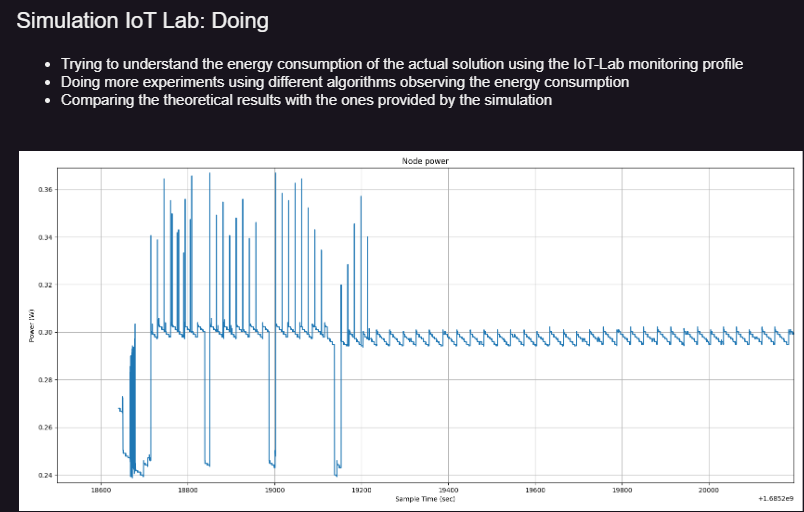 Simulation IoT Lab: Doing
• Trying to understand the energy consumption of the actual solution using the IoT-Lab monitoring profile
• Doing more experiments using different algorithms observing the energy consumption
• Comparing the theoretical results with the ones provided by the simulation
Node power
0.36
0.34
0.32
0.30
0.28
0.26
0.24
Power (W)
18600 18800 19000 19200 19400 19600 19800 20000
Sample Time [sec]
+1.6852e9